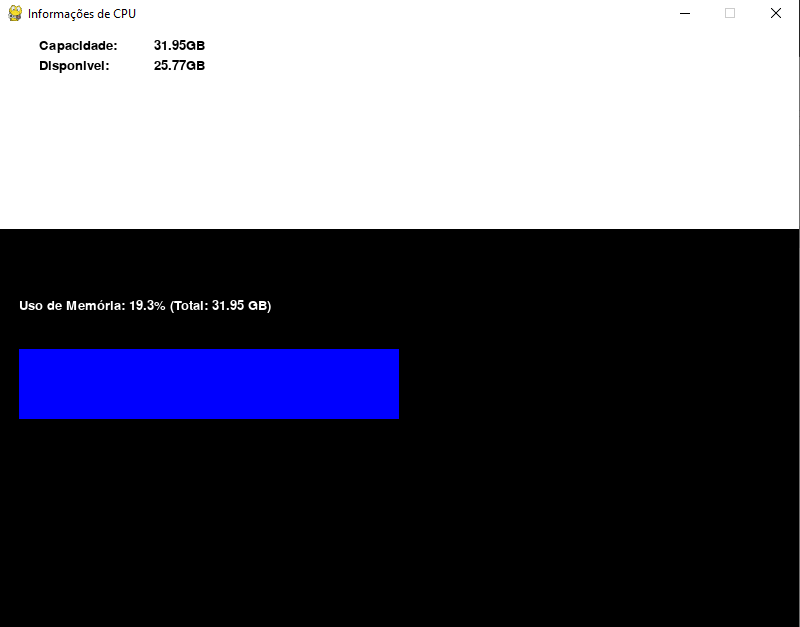 Informações de CPU
Capacidade: 31.95GB
Disponivel: 25.77GB
Uso de Memória: 19.3% (Total: 31.95 GB)